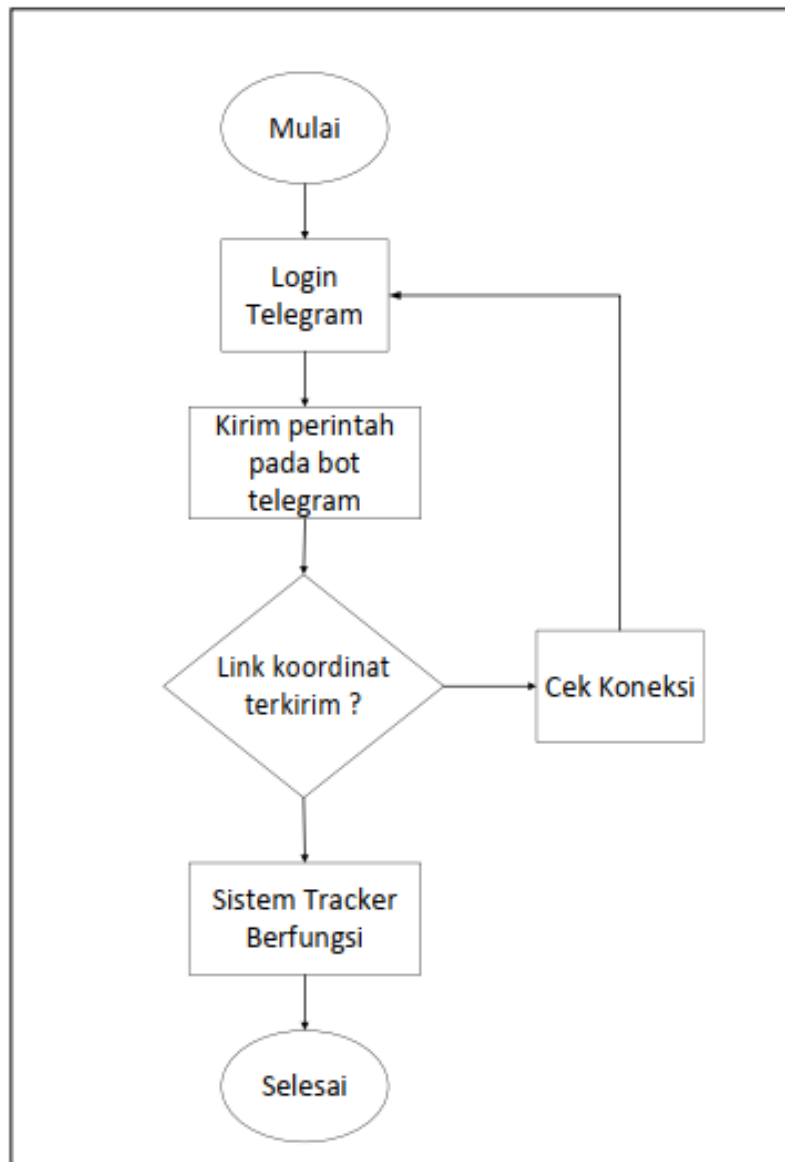 Mulai
Login
Telegram
Kirim perintah
pada bot
telegram
Link koordinat
terkirim ?
Cek Koneksi
Sistem Tracker
Berfungsi
Selesai